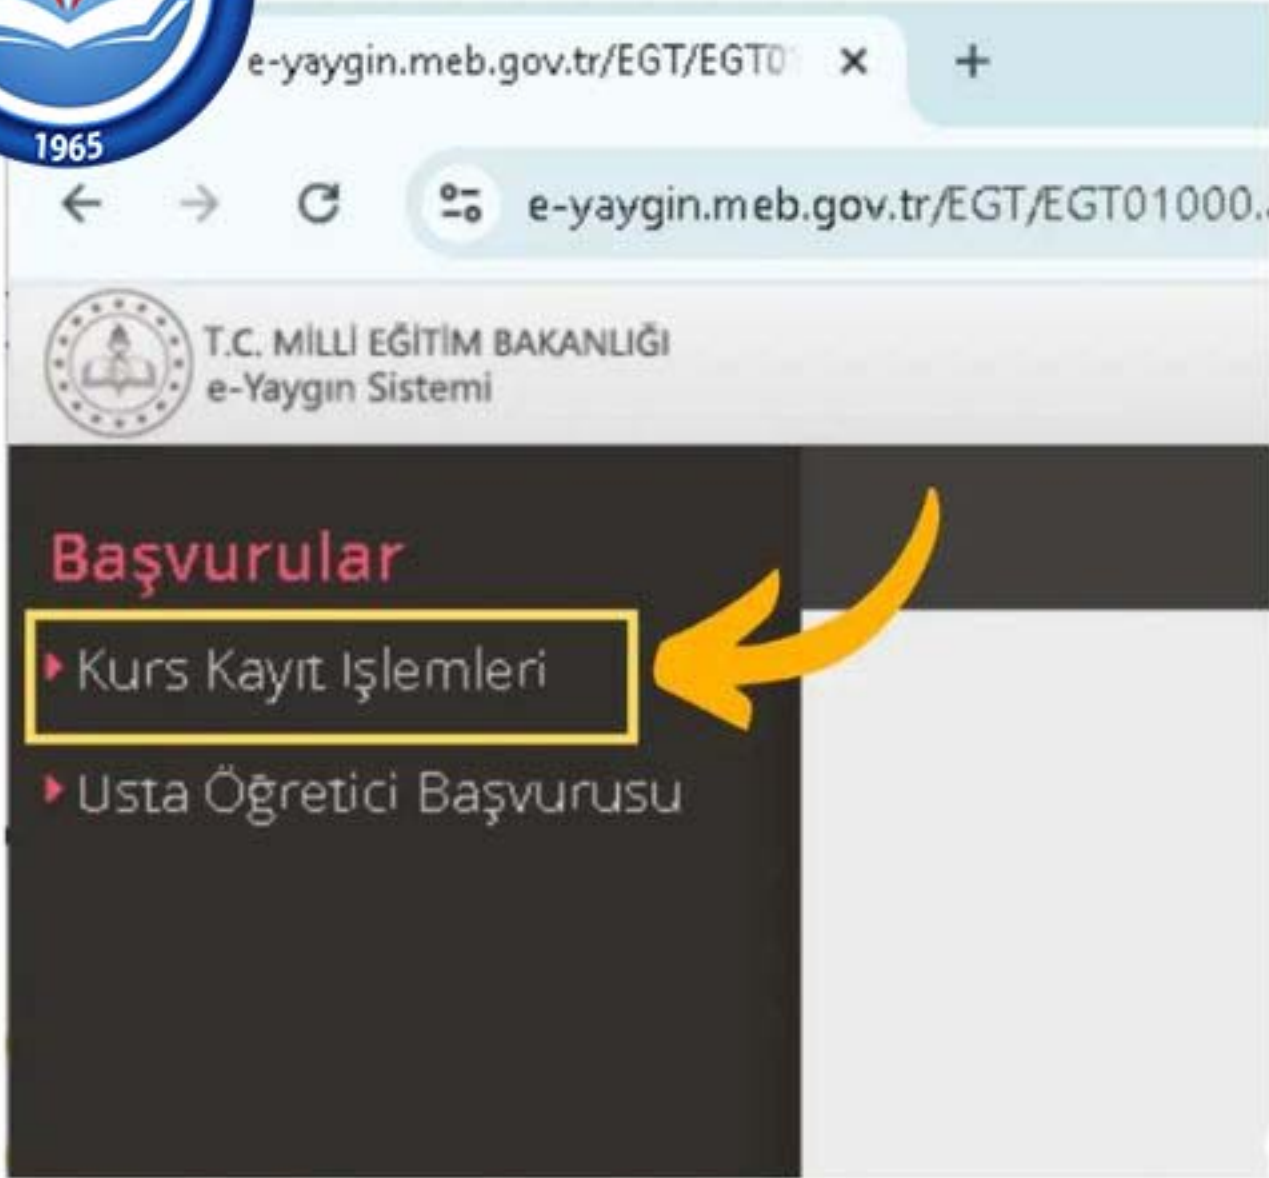 e-yaygin.meb.gov.tr/EGT/EGT0
1965
e-yaygin.meb.gov.tr/EGT/EGT01000.
T.C. MİLLİ EĞİTİM BAKANLIĞI
e-Yaygın Sistemi
Başvurular
Kurs Kayıt Işlemleri
Usta Öğretici Başvurusu